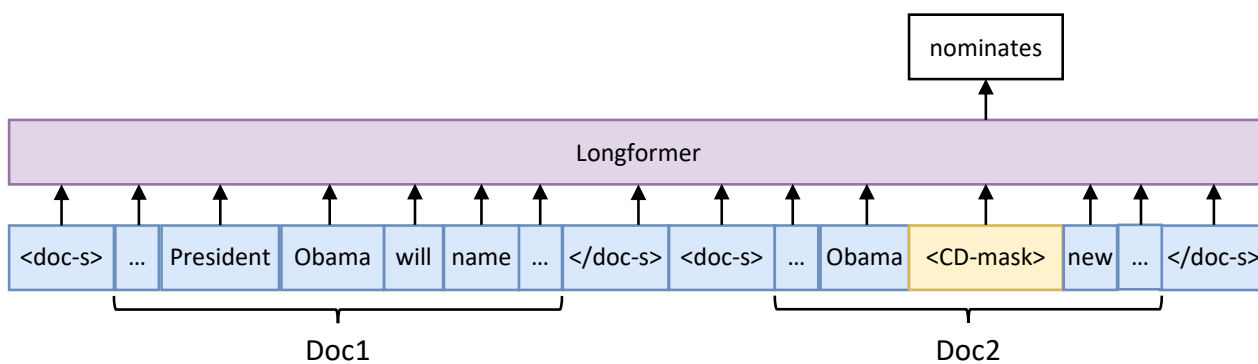 nominates
Longformer
<doc-s> ... President Obama will name ... </doc-s> <doc-s> ... Obama <CD-mask> new ... </doc-s>
Doc1 Doc2